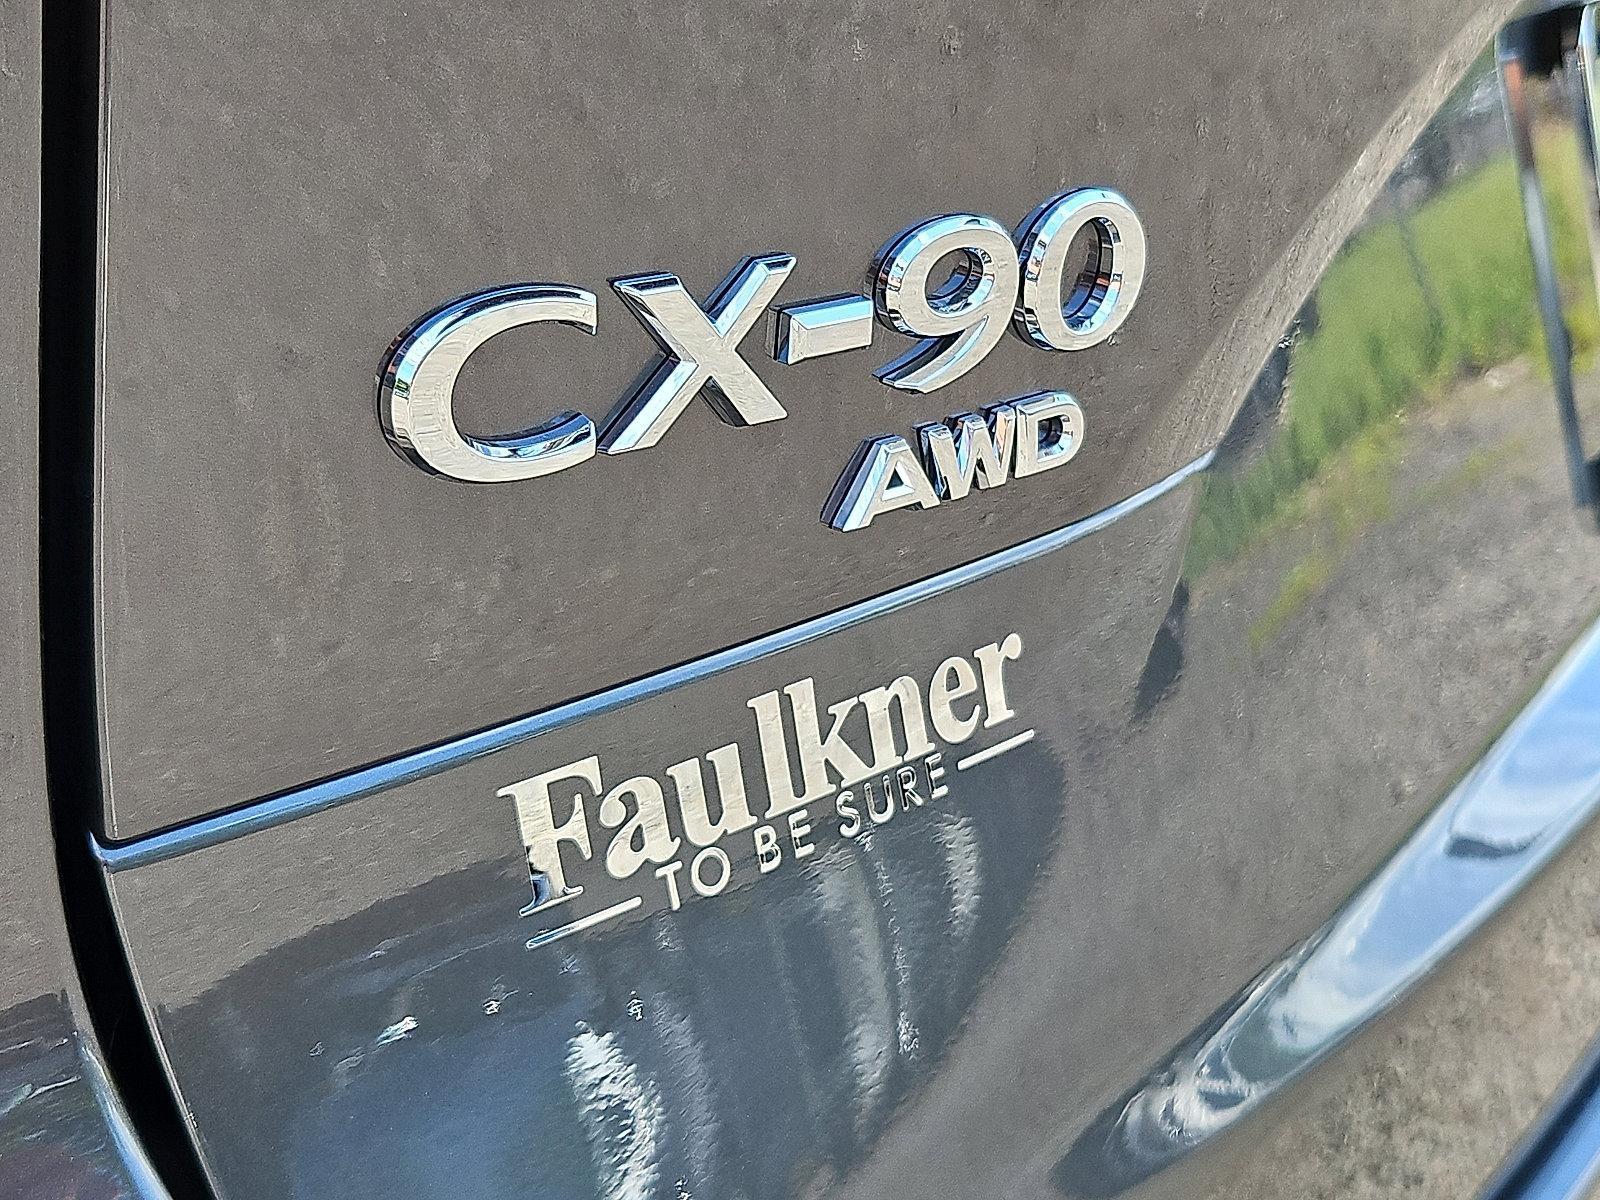 CX-90
AWD
Faulkner
TO BE SURE